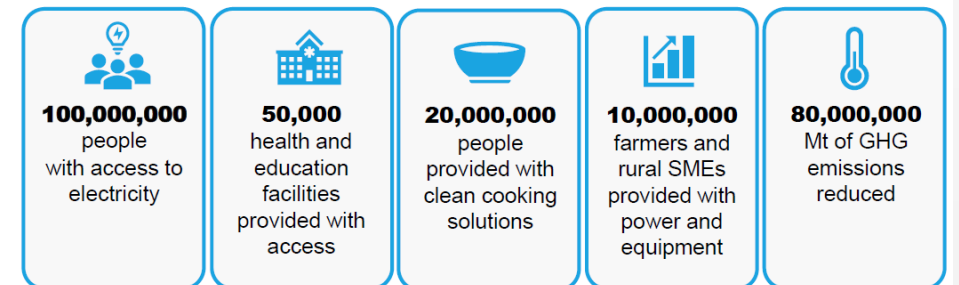 100,000,000
people
with access to
electricity
50,000
health and
education
facilities
provided with
access
20,000,000
people
provided with
clean cooking
solutions
10,000,000
farmers and
rural SMEs
provided with
power and
equipment
80,000,000
Mt of GHG
emissions
reduced